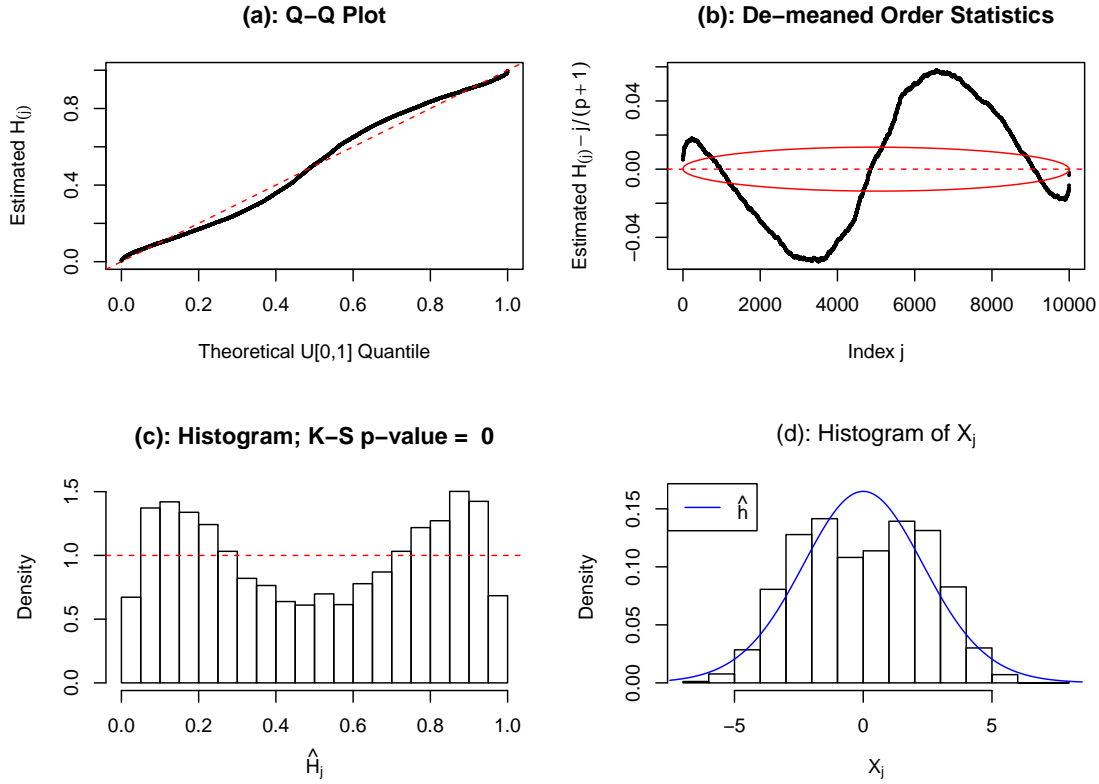 (a): Q−Q Plot
Estimated H(j)
0.0 0.4 0.8
0.0 0.2 0.4 0.6 0.8 1.0
Theoretical U[0,1] Quantile
(b): De−meaned Order Statistics
Estimated H(j) − j/(p+1)
−0.04 0.00 0.04
0 2000 4000 6000 8000 10000
Index j
(c): Histogram; K−S p−value = 0
Density
0.0 0.5 1.0 1.5
0.0 0.2 0.4 0.6 0.8 1.0
Ĥj
(d): Histogram of Xj
ĥ
Density
0.00 0.05 0.10 0.15
−5 0 5
Xj